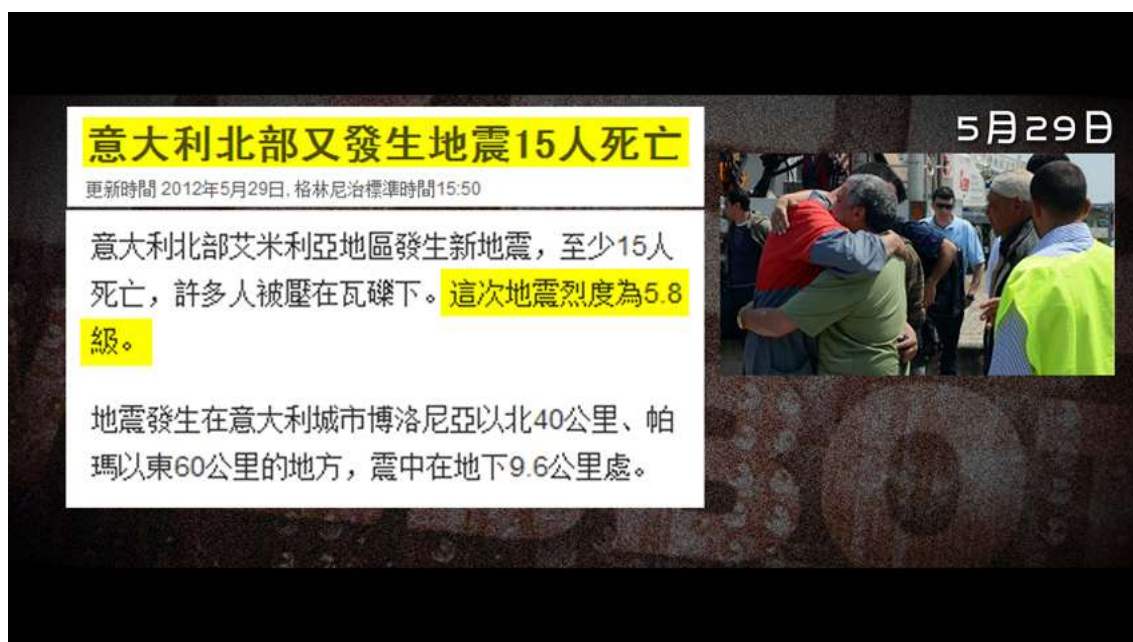 意大利北部又發生地震15人死亡
更新時間 2012年5月29日, 格林尼治標準時間15:50
意大利北部艾米利亞地區發生新地震，至少15人
死亡，許多人被壓在瓦礫下。這次地震烈度為5.8
級。
地震發生在意大利城市博洛尼亞以北40公里、帕
瑪以東60公里的地方，震中在地下9.6公里處。
5月29日